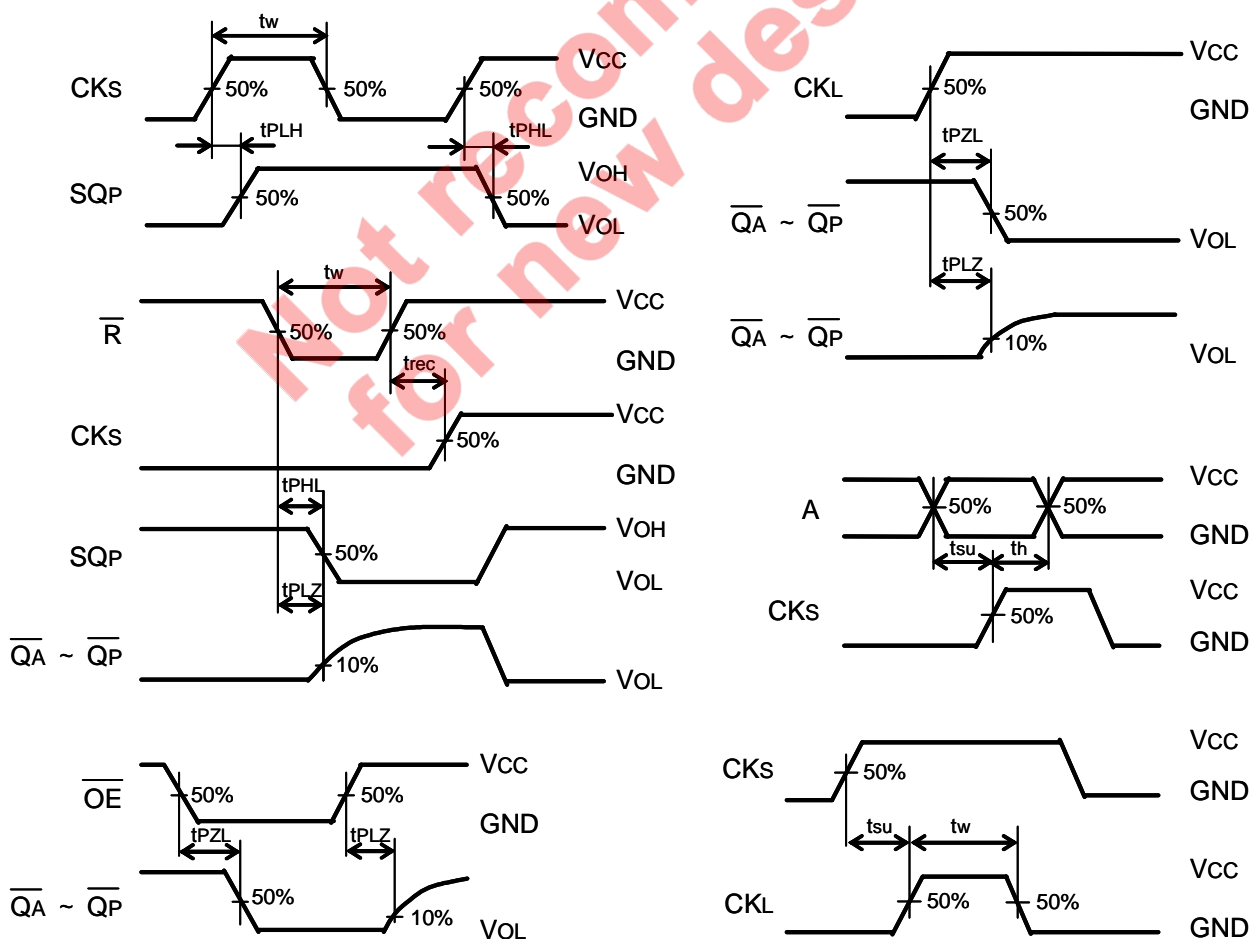 tw
CKS
50%
50%
50%
VCC
GND
tPLH
tPHL
SQP
50%
50%
VOH
VOL
tw
R
50%
50%
VCC
GND
trec
CKS
50%
VCC
GND
tPHL
SQP
50%
VOH
VOL
tPLZ
QA ~ QP
10%
VOL
OE
50%
50%
VCC
GND
tPZL
tPLZ
QA ~ QP
50%
10%
VOL
CKL
50%
VCC
GND
tPZL
QA ~ QP
50%
VOL
tPLZ
QA ~ QP
10%
VOL
A
50%
50%
VCC
GND
tsu
th
CKS
50%
VCC
GND
CKS
50%
VCC
GND
tsu
tw
CKL
50%
50%
VCC
GND
Not recom
for new des